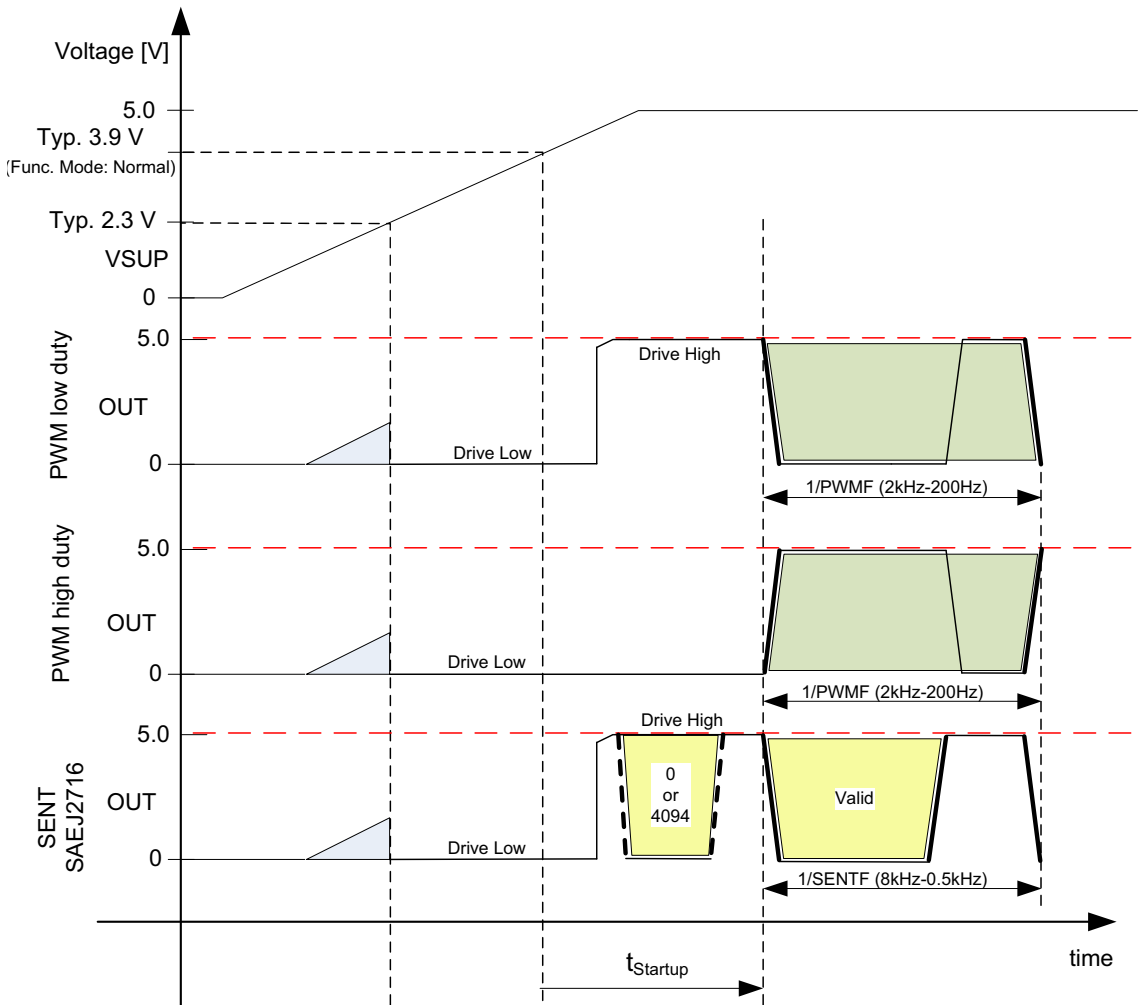 Voltage [V]
5.0
Typ. 3.9 V
(Func. Mode: Normal)
Typ. 2.3 V
VSUP
0
PWM low duty
OUT
5.0
0
Drive Low
Drive High
1/PWMF (2kHz-200Hz)
PWM high duty
OUT
5.0
0
Drive Low
1/PWMF (2kHz-200Hz)
SENT
SAEJ2716
OUT
5.0
0
Drive Low
Drive High
0
or
4094
Valid
1/SENTF (8kHz-0.5kHz)
time
tStartup